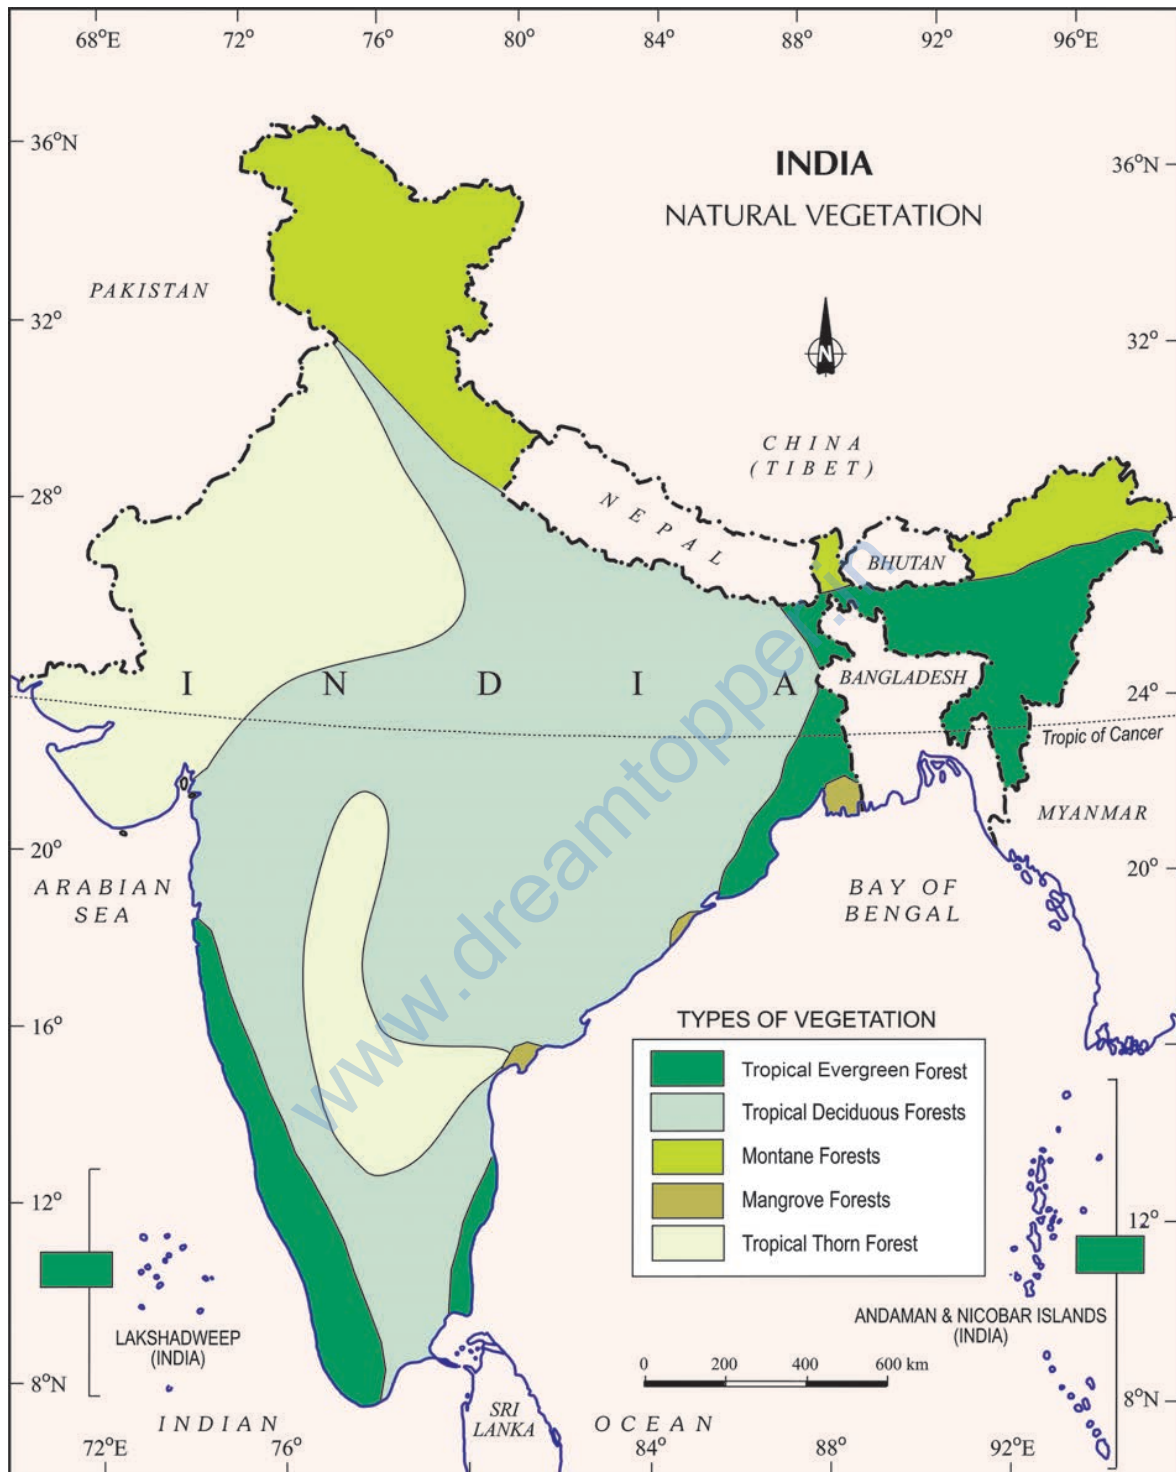 68°E 72° 76° 80° 84° 88° 92° 96°E
36°N
36°N
INDIA
NATURAL VEGETATION
PAKISTAN
N
32°
32°
CHINA
(TIBET)
28°
NEPAL
BHUTAN
I N D I A
BANGLADESH
24°
Tropic of Cancer
MYANMAR
20°
20°
ARABIAN
SEA
BAY OF
BENGAL
www.dreamtopper.in
16°
TYPES OF VEGETATION
Tropical Evergreen Forest
Tropical Deciduous Forests
Montane Forests
Mangrove Forests
Tropical Thorn Forest
12°
12°
LAKSHADWEEP
(INDIA)
ANDAMAN & NICOBAR ISLANDS
(INDIA)
0 200 400 600 km
8°N
8°N
SRI
LANKA
INDIAN OCEAN
72°E 76° 84° 88° 92°E